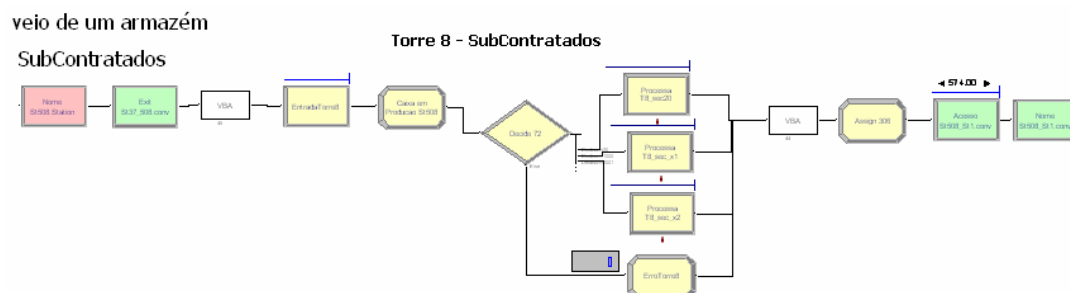 veio de um armazém
SubContratados
Torre 8 - SubContratados
Nome
St508.Station
Exit
St37_508.conv
VBA
EntradaTorre8
Caixa em
Producao St508
Decide 72
Processa
T8_sec20
Processa
T8_sec_x1
Processa
T8_sec_x2
ErroTorre8
VBA
Assign 306
574.00
Acesso
St508_St1.conv
Nome
St508_St1.conv